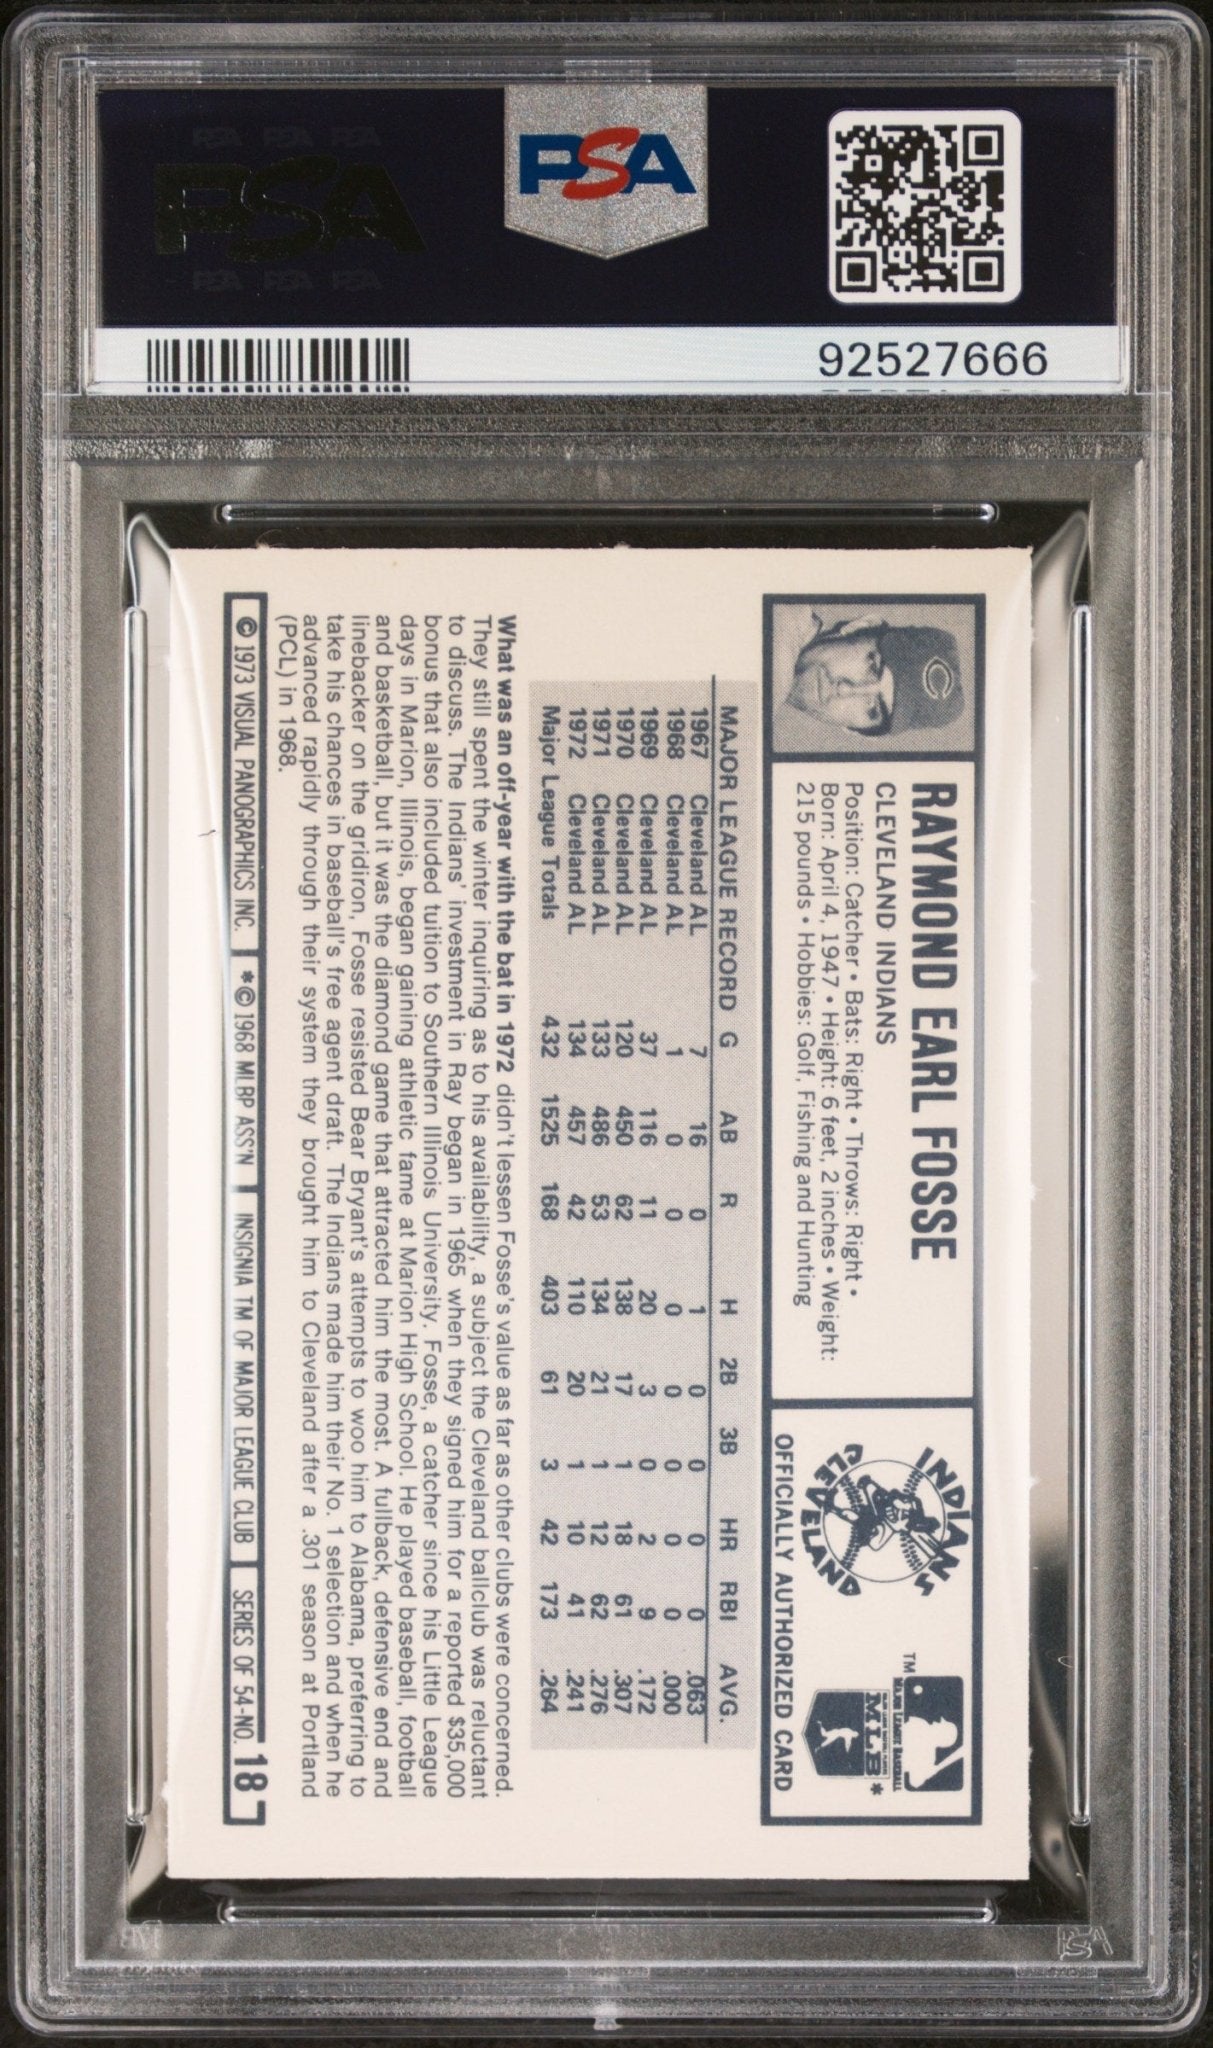 PSA PSA PSA
PSA
PSA PSA PSA
PSA
92527666
RAYMOND EARL FOSSE
CLEVELAND INDIANS
Position: Catcher • Bats: Right • Throws: Right •
Born: April 4, 1947 • Height: 6 feet, 2 inches • Weight:
215 pounds • Hobbies: Golf, Fishing and Hunting
INDIANS
CLEVELAND
TM
MAJOR LEAGUE BASEBALL
MLB *
OFFICIALLY AUTHORIZED CARD
MAJOR LEAGUE RECORD G AB R H 2B 3B HR RBI AVG.
1967 Cleveland AL 7 16 0 1 0 0 0 0 .063
1968 Cleveland AL 1 0 0 0 0 0 0 0 .000
1969 Cleveland AL 37 116 11 20 3 0 2 9 .172
1970 Cleveland AL 120 450 62 138 17 1 18 61 .307
1971 Cleveland AL 133 486 53 134 21 1 12 62 .276
1972 Cleveland AL 134 457 42 110 20 1 10 41 .241
Major League Totals 432 1525 168 403 61 3 42 173 .264
What was an off-year with the bat in 1972 didn't lessen Fosse's value as far as other clubs were concerned.
They still spent the winter inquiring as to his availability, a subject the Cleveland ballclub was reluctant
to discuss. The Indians' investment in Ray began in 1965 when they signed him for a reported $35,000
bonus that also included tuition to Southern Illinois University. Fosse, a catcher since his Little League
days in Marion, Illinois, began gaining athletic fame at Marion High School. He played baseball, football
and basketball, but it was the diamond game that attracted him the most. A fullback, defensive end and
linebacker on the gridiron, Fosse resisted Bear Bryant's attempts to woo him to Alabama, preferring to
take his chances in baseball's free agent draft. The Indians made him their No. 1 selection and when he
advanced rapidly through their system they brought him to Cleveland after a .301 season at Portland
(PCL) in 1968.
© 1973 VISUAL PANOGRAPHICS INC. *© 1968 MLBP ASS'N INSIGNIA TM OF MAJOR LEAGUE CLUB SERIES OF 54-NO. 18
PSA